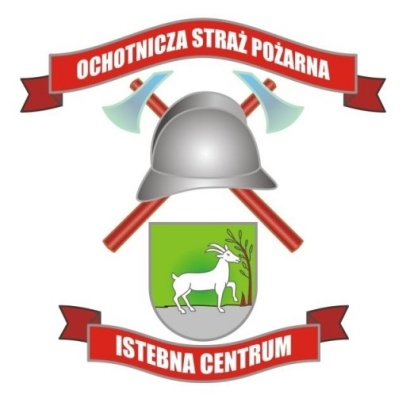 OCHOTNICZA STRAŻ POŻARNA
ISTEBNA CENTRUM